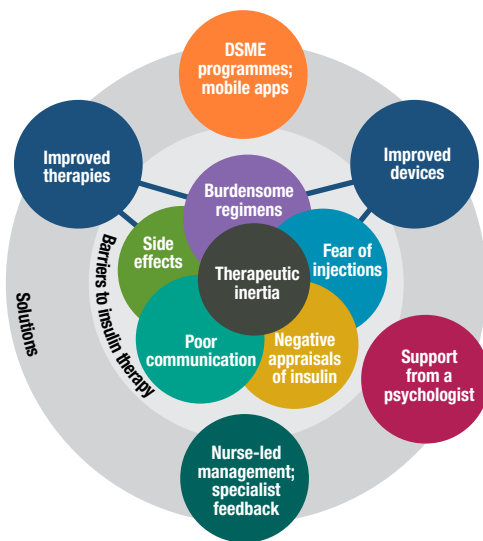 DSME
programmes;
mobile apps
Improved
therapies
Improved
devices
Burdensome
regimens
Side
effects
Fear of
injections
Therapeutic
inertia
Barriers to insulin therapy
Solutions
Poor
communication
Negative
appraisals
of insulin
Support
from a
psychologist
Nurse-led
management;
specialist
feedback